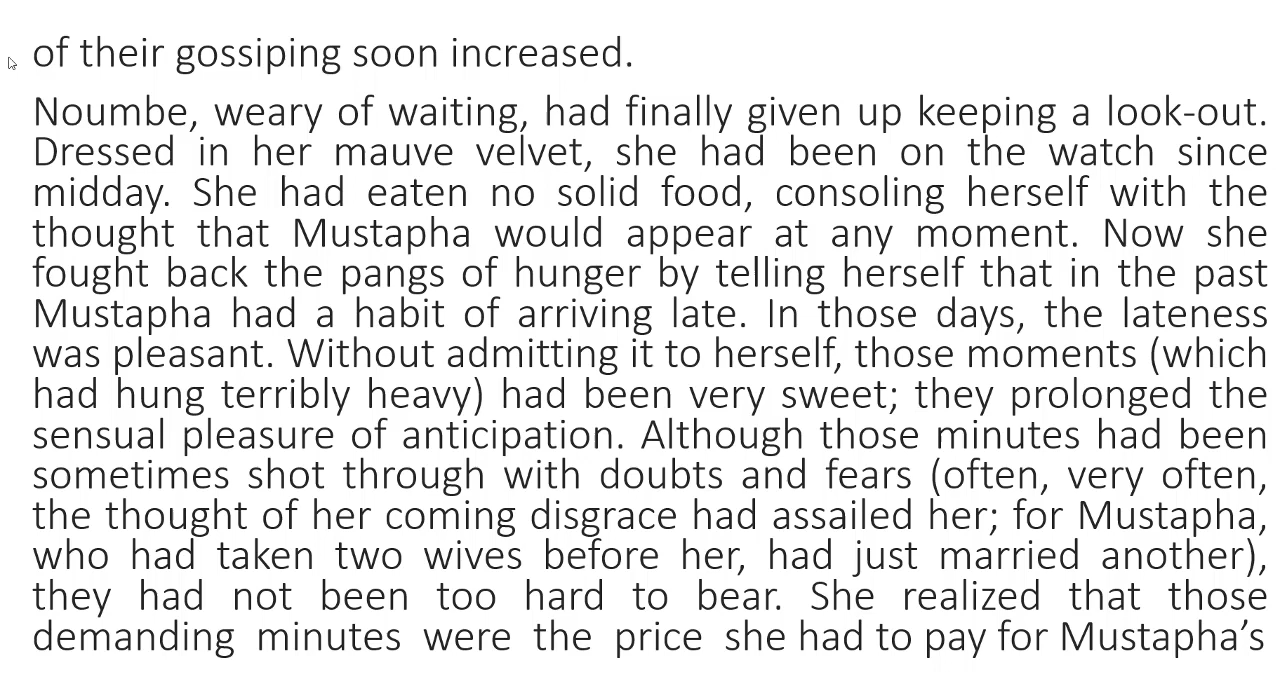 of their gossiping soon increased.
Noumbe, weary of waiting, had finally given up keeping a look-out.
Dressed in her mauve velvet, she had been on the watch since
midday. She had eaten no solid food, consoling herself with the
thought that Mustapha would appear at any moment. Now she
fought back the pangs of hunger by telling herself that in the past
Mustapha had a habit of arriving late. In those days, the lateness
was pleasant. Without admitting it to herself, those moments (which
had hung terribly heavy) had been very sweet; they prolonged the
sensual pleasure of anticipation. Although those minutes had been
sometimes shot through with doubts and fears (often, very often,
the thought of her coming disgrace had assailed her; for Mustapha,
who had taken two wives before her, had just married another),
they had not been too hard to bear. She realized that those
demanding minutes were the price she had to pay for Mustapha’s